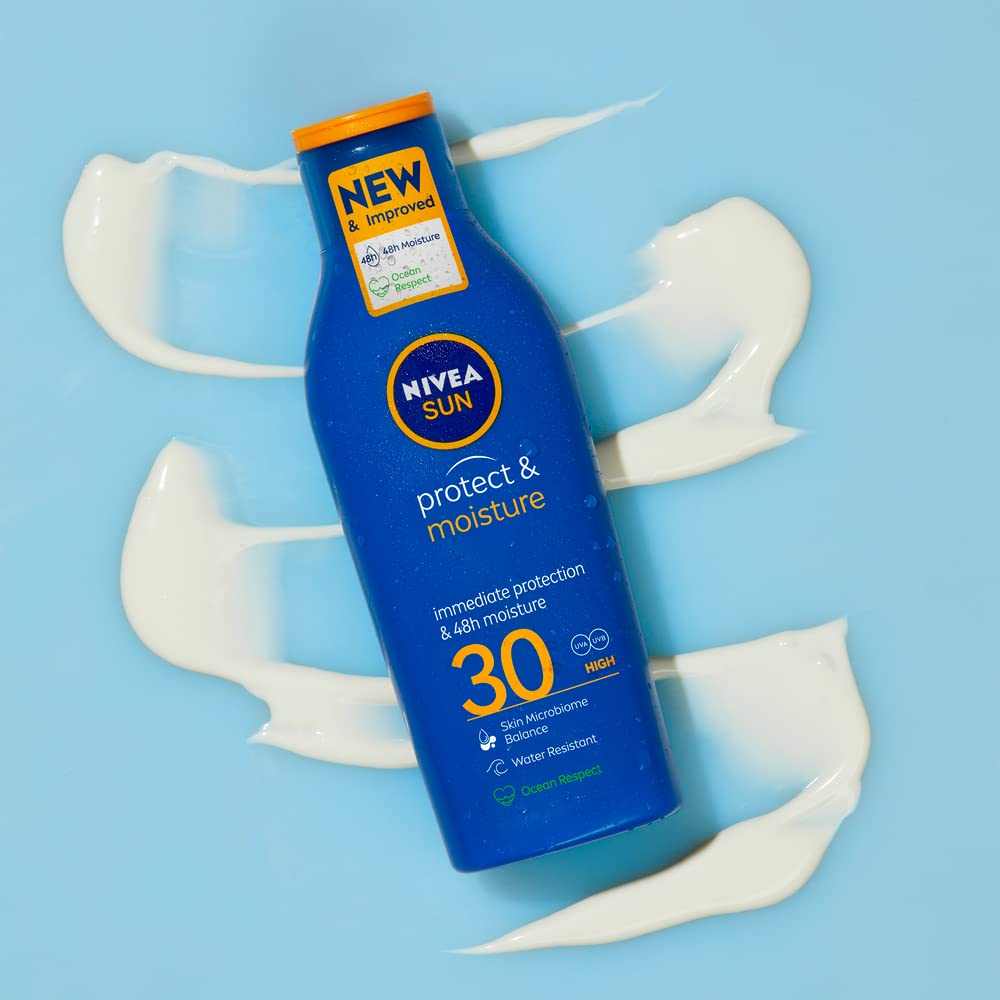 NEW
& Improved
48h 48h Moisture
Ocean
Respect
NIVEA
SUN
protect &
moisture
immediate protection
& 48h moisture
30
UVA UVB
HIGH
Skin Microbiome
Balance
Water Resistant
Ocean Respect